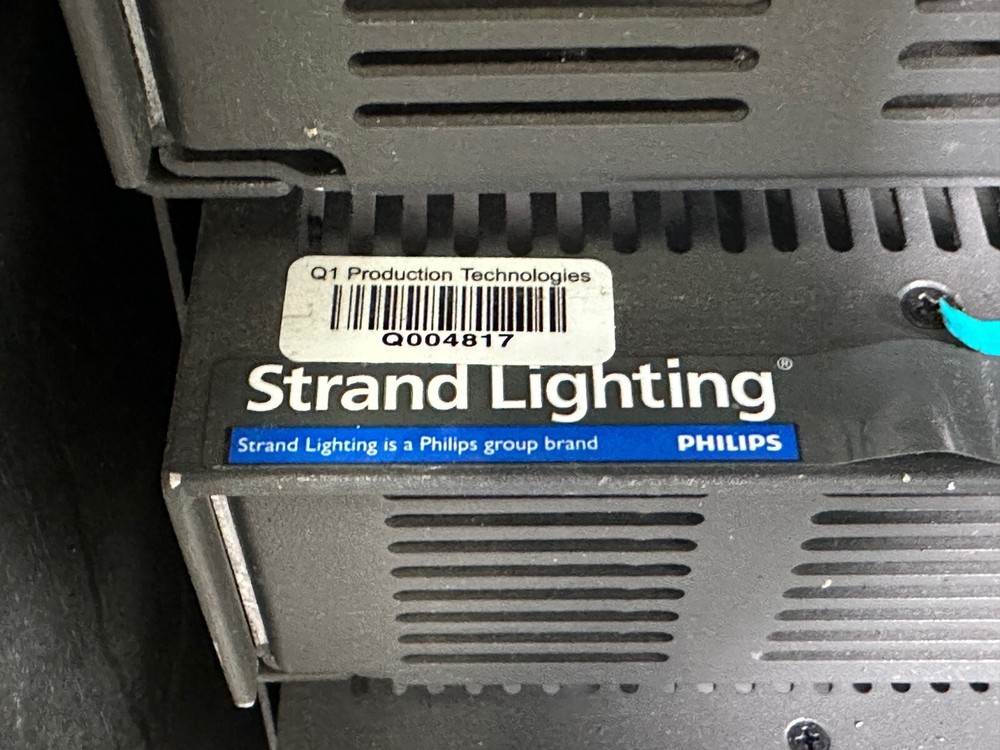 Q1 Production Technologies
Q004817
Strand Lighting®
Strand Lighting is a Philips group brand PHILIPS